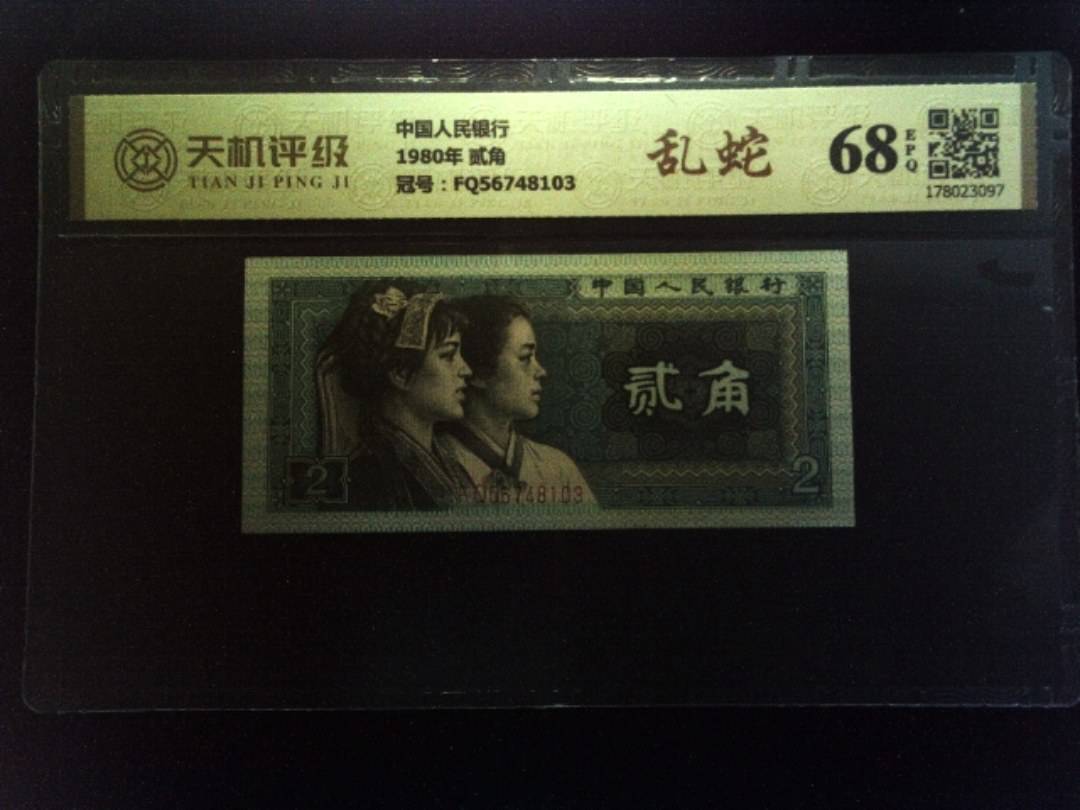 天机评级
TIAN JI PING JI
中国人民银行
1980年 贰角
冠号：FQ56748103
乱蛇
68
EPQ
178023097
中国人民银行
贰角
2
2